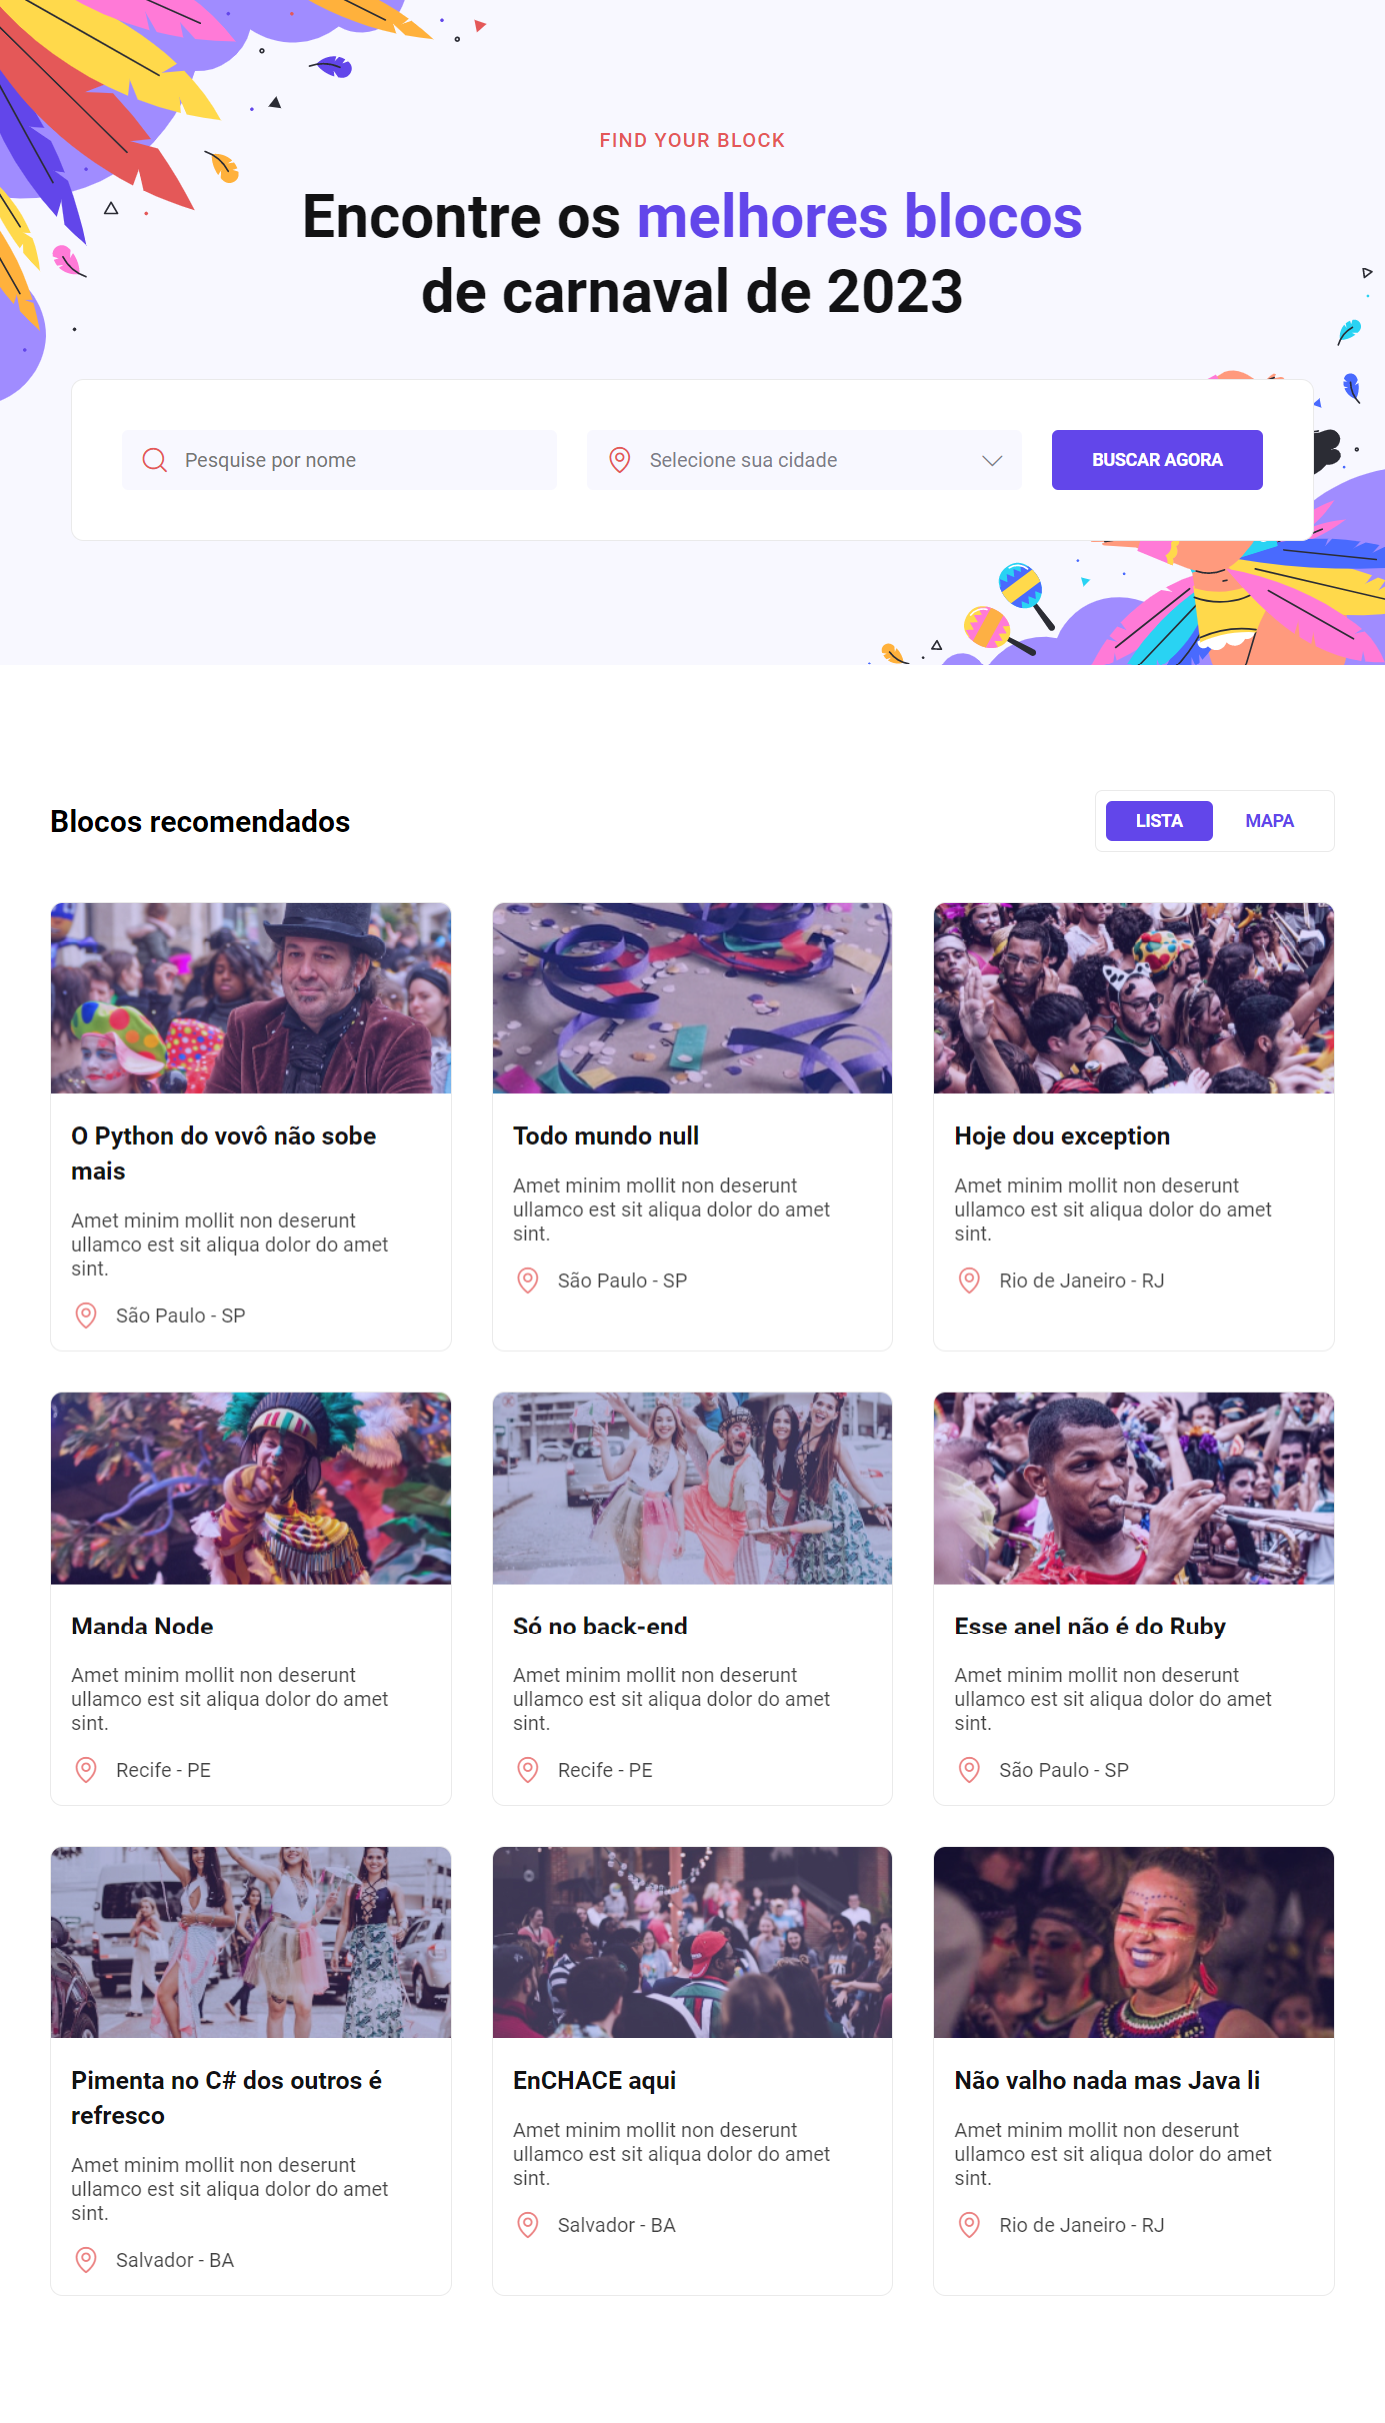 FIND YOUR BLOCK
Encontre os melhores blocos
de carnaval de 2023
Pesquise por nome
Selecione sua cidade
BUSCAR AGORA
Blocos recomendados
LISTA
MAPA
O Python do vovô não sobe
mais
Amet minim mollit non deserunt
ullamco est sit aliqua dolor do amet
sint.
São Paulo - SP
Todo mundo null
Amet minim mollit non deserunt
ullamco est sit aliqua dolor do amet
sint.
São Paulo - SP
Hoje dou exception
Amet minim mollit non deserunt
ullamco est sit aliqua dolor do amet
sint.
Rio de Janeiro - RJ
Manda Node
Amet minim mollit non deserunt
ullamco est sit aliqua dolor do amet
sint.
Recife - PE
Só no back-end
Amet minim mollit non deserunt
ullamco est sit aliqua dolor do amet
sint.
Recife - PE
Esse anel não é do Ruby
Amet minim mollit non deserunt
ullamco est sit aliqua dolor do amet
sint.
São Paulo - SP
Pimenta no C# dos outros é
refresco
Amet minim mollit non deserunt
ullamco est sit aliqua dolor do amet
sint.
Salvador - BA
EnCHACE aqui
Amet minim mollit non deserunt
ullamco est sit aliqua dolor do amet
sint.
Salvador - BA
Não valho nada mas Java li
Amet minim mollit non deserunt
ullamco est sit aliqua dolor do amet
sint.
Rio de Janeiro - RJ